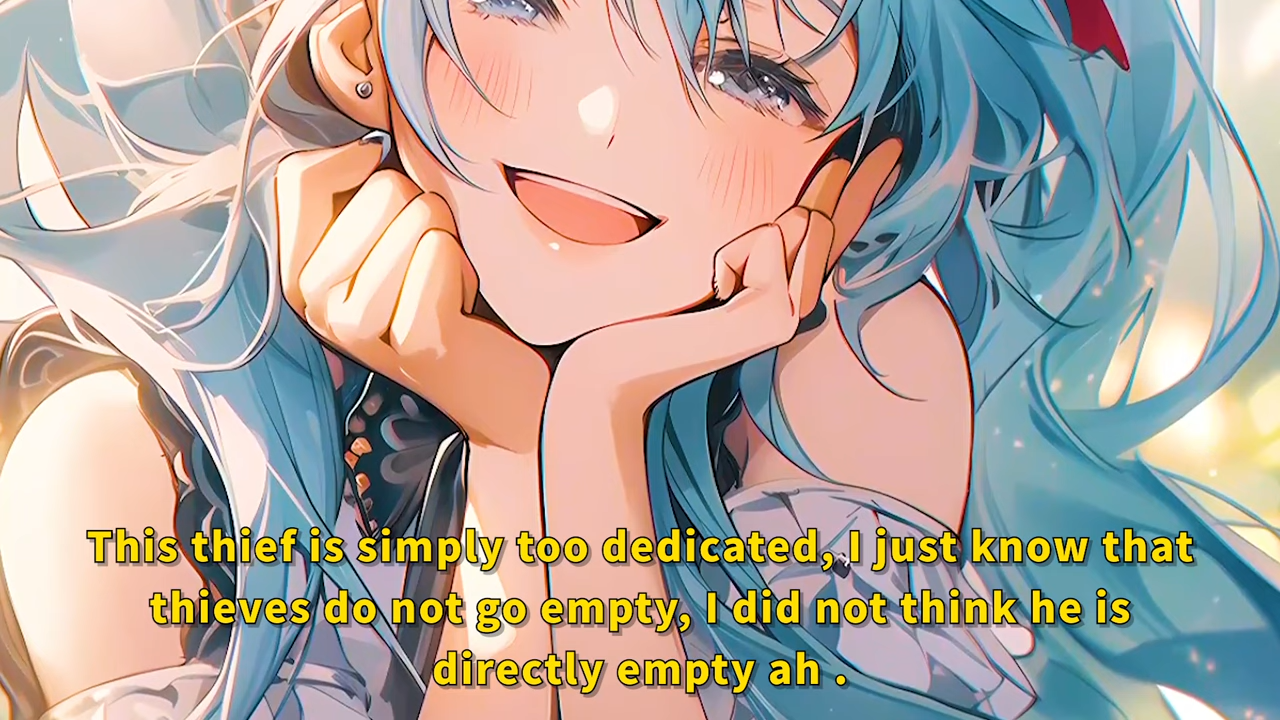 This thief is simply too dedicated, I just know that
thieves do not go empty, I did not think he is
directly empty ah .